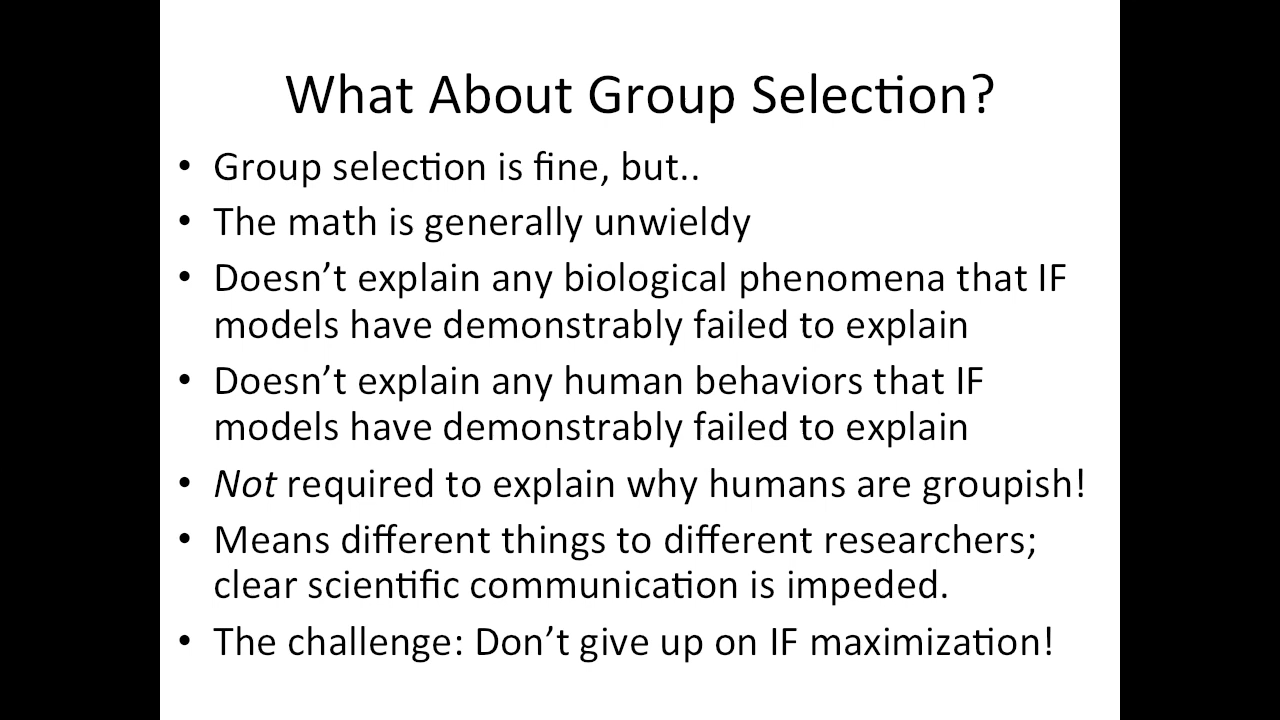 What About Group Selection?
• Group selection is fine, but..
• The math is generally unwieldy
• Doesn’t explain any biological phenomena that IF
models have demonstrably failed to explain
• Doesn’t explain any human behaviors that IF
models have demonstrably failed to explain
• Not required to explain why humans are groupish!
• Means different things to different researchers;
clear scientific communication is impeded.
• The challenge: Don’t give up on IF maximization!